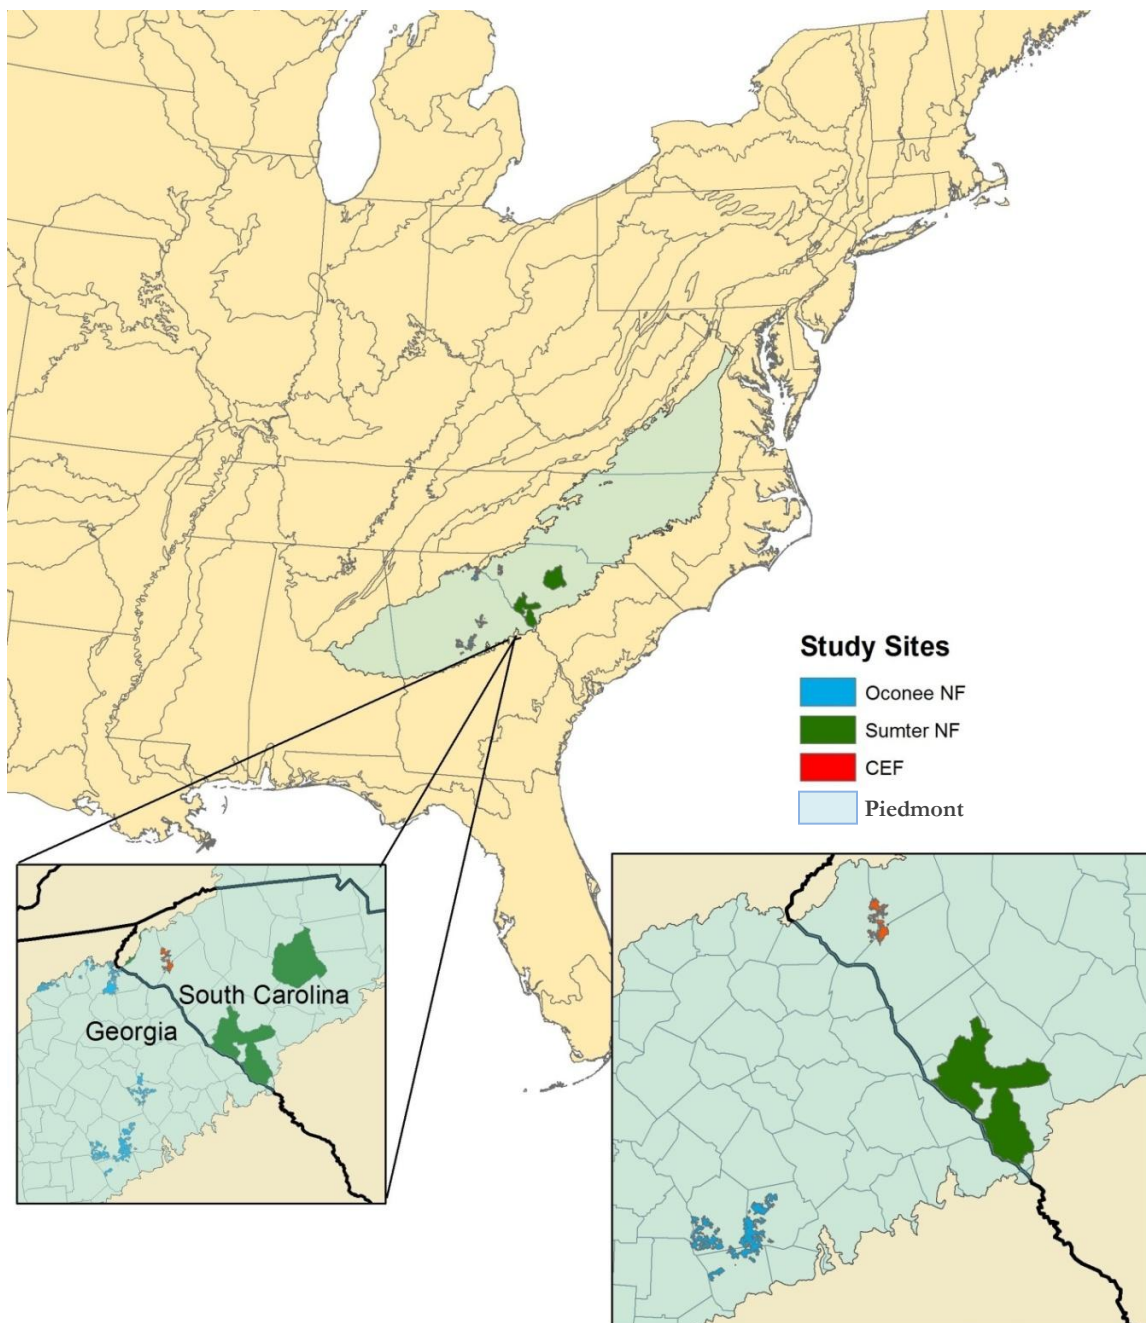 Study Sites
Oconee NF
Sumter NF
CEF
Piedmont
South Carolina
Georgia